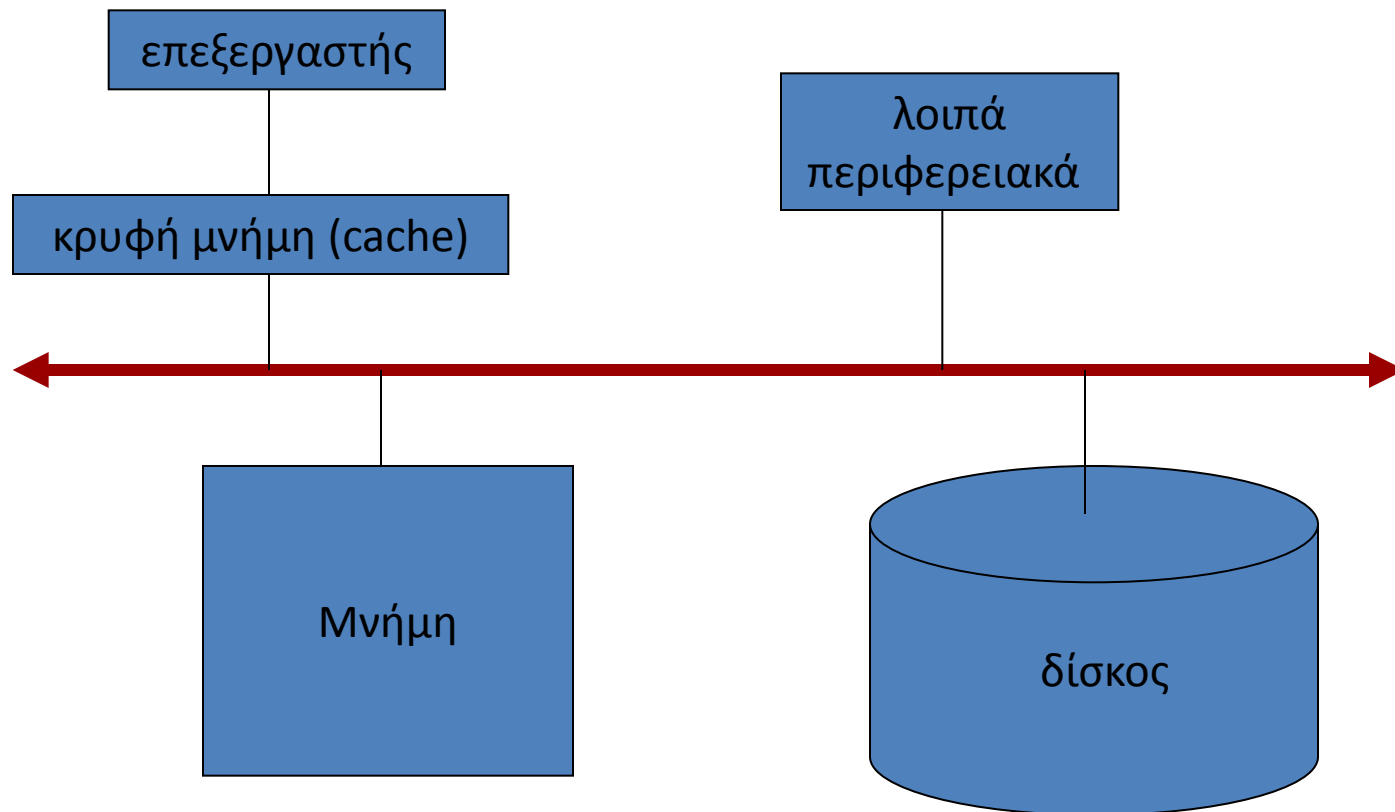 επεξεργαστής
λοιπά
περιφερειακά
κρυφή μνήμη (cache)
Μνήμη
δίσκος